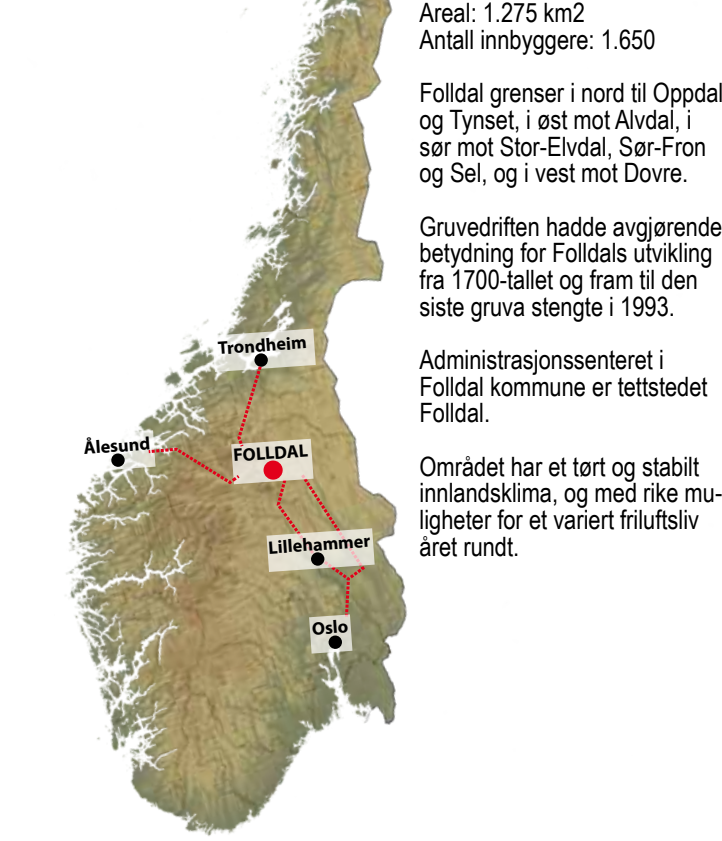 Areal: 1.275 km2
Antall innbyggere: 1.650
Folldal grenser i nord til Oppdal
og Tynset, i øst mot Alvdal, i
sør mot Stor-Elvdal, Sør-Fron
og Sel, og i vest mot Dovre.
Gruvedriften hadde avgjørende
betydning for Folldals utvikling
fra 1700-tallet og fram til den
siste gruva stengte i 1993.
Administrasjonssenteret i
Folldal kommune er tettstedet
Folldal.
Området har et tørt og stabilt
innlandsklima, og med rike mu-
ligheter for et variert friluftsliv
året rundt.
Trondheim
Ålesund
FOLLDAL
Lillehammer
Oslo